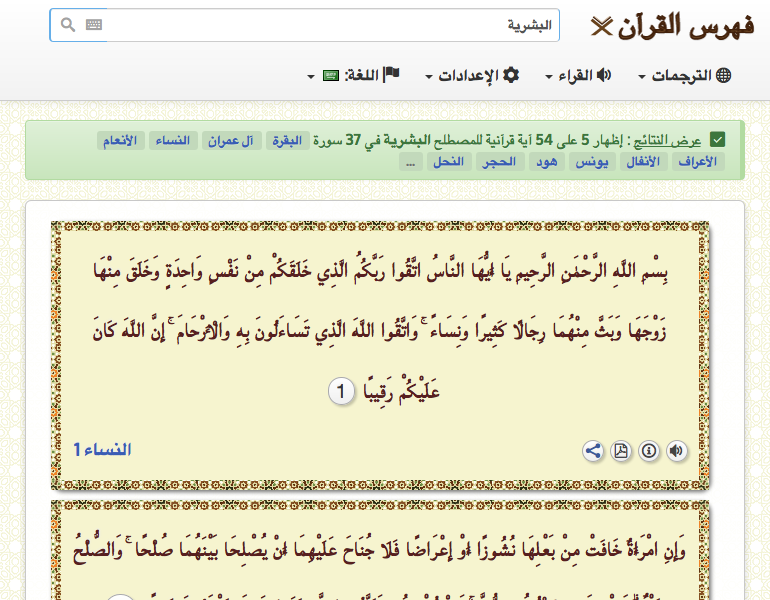 فهرس القرآن
البشرية
الترجمات القراء الإعدادات اللغة:
عرض النتائج : إظهار 5 على 54 آية قرآنية للمصطلح البشرية في 37 سورة البقرة آل عمران النساء الأنعام
الأعراف الأنفال يونس هود الحجر النحل ...
بِسْمِ اللَّهِ الرَّحْمَنِ الرَّحِيمِ يَا أَيُّهَا النَّاسُ اتَّقُوا رَبَّكُمُ الَّذِي خَلَقَكُمْ مِنْ نَفْسٍ وَاحِدَةٍ وَخَلَقَ مِنْهَا
زَوْجَهَا وَبَثَّ مِنْهُمَا رِجَالًا كَثِيرًا وَنِسَاءً ۚ وَاتَّقُوا اللَّهَ الَّذِي تَسَاءَلُونَ بِهِ وَالْأَرْحَامَ ۚ إِنَّ اللَّهَ كَانَ
عَلَيْكُمْ رَقِيبًا 1
النساء 1
وَإِنِ امْرَأَةٌ خَافَتْ مِنْ بَعْلِهَا نُشُوزًا أَوْ إِعْرَاضًا فَلَا جُنَاحَ عَلَيْهِمَا أَنْ يُصْلِحَا بَيْنَهُمَا صُلْحًا ۚ وَالصُّلْحُ